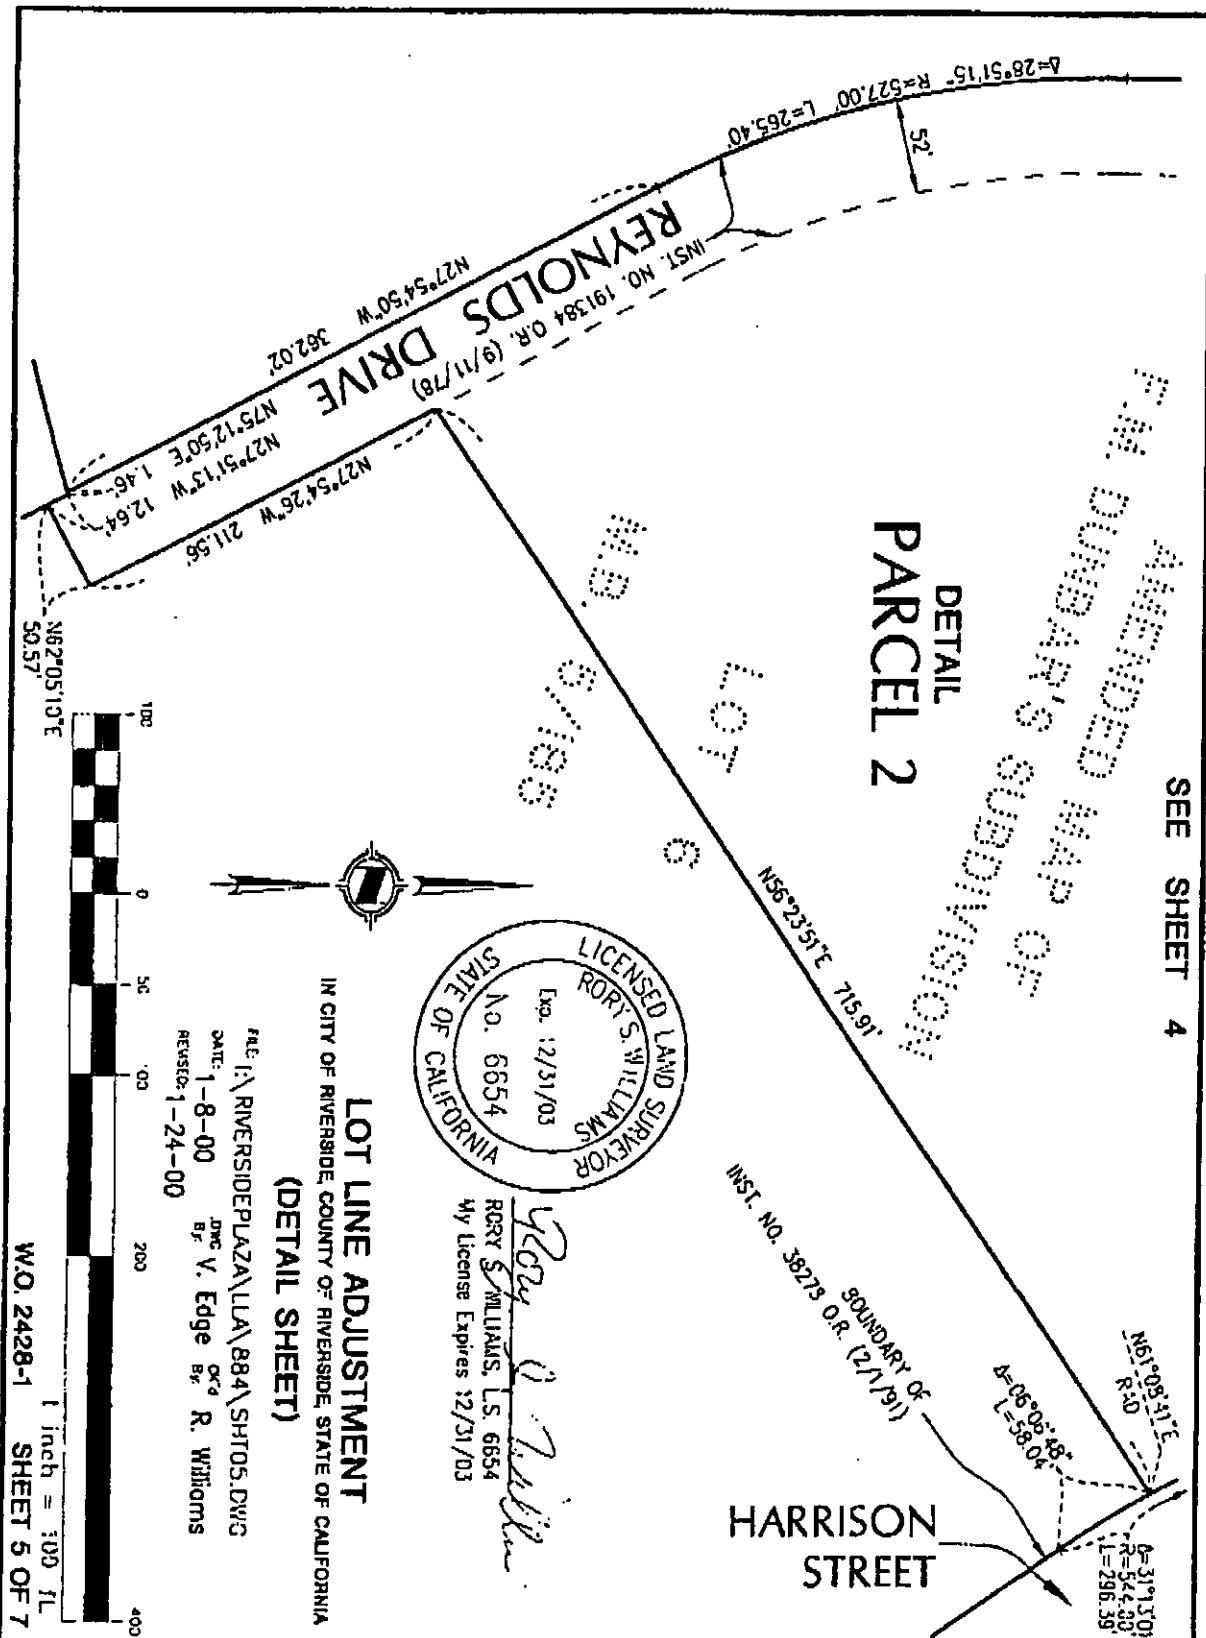 SEE SHEET 4
AMENDED MAP OF
F.M. DUNBAR'S SUBDIVISION
DETAIL
PARCEL 2
LOT 6
M.B. 5/185
Δ=28°51'15" R=527.00' L=265.40'
52'
REYNOLDS DRIVE
INST. NO. 191384 O.R. (9/11/78)
N27°54'50"W 362.02'
N75°12'50"E 1.46'
N27°51'13"W 12.64'
N27°54'26"W 211.56'
N62°05'10"E
50.57'
N56°23'51"E 715.91'
N61°08'41"E
RAD
Δ=06°06'48"
L=58.04'
Δ=31°13'0
R=544.00'
L=296.39'
BOUNDARY OF
INST. NO. 38273 O.R. (2/1/91)
HARRISON
STREET
LICENSED LAND SURVEYOR
RORY S. WILLIAMS
Exp. 12/31/03
No. 6654
STATE OF CALIFORNIA
RORY S. WILLIAMS, L.S. 6654
My License Expires 12/31/03
LOT LINE ADJUSTMENT
IN CITY OF RIVERSIDE, COUNTY OF RIVERSIDE, STATE OF CALIFORNIA
(DETAIL SHEET)
FILE: I:\RIVERSIDEPLAZA\LLA\884\SHT05.DWG
DATE: 1-8-00 DWG BY: V. Edge CK'd By: R. Williams
REVISED: 1-24-00
100 0 50 100 200 400
1 inch = 100 ft.
W.O. 2428-1 SHEET 5 OF 7